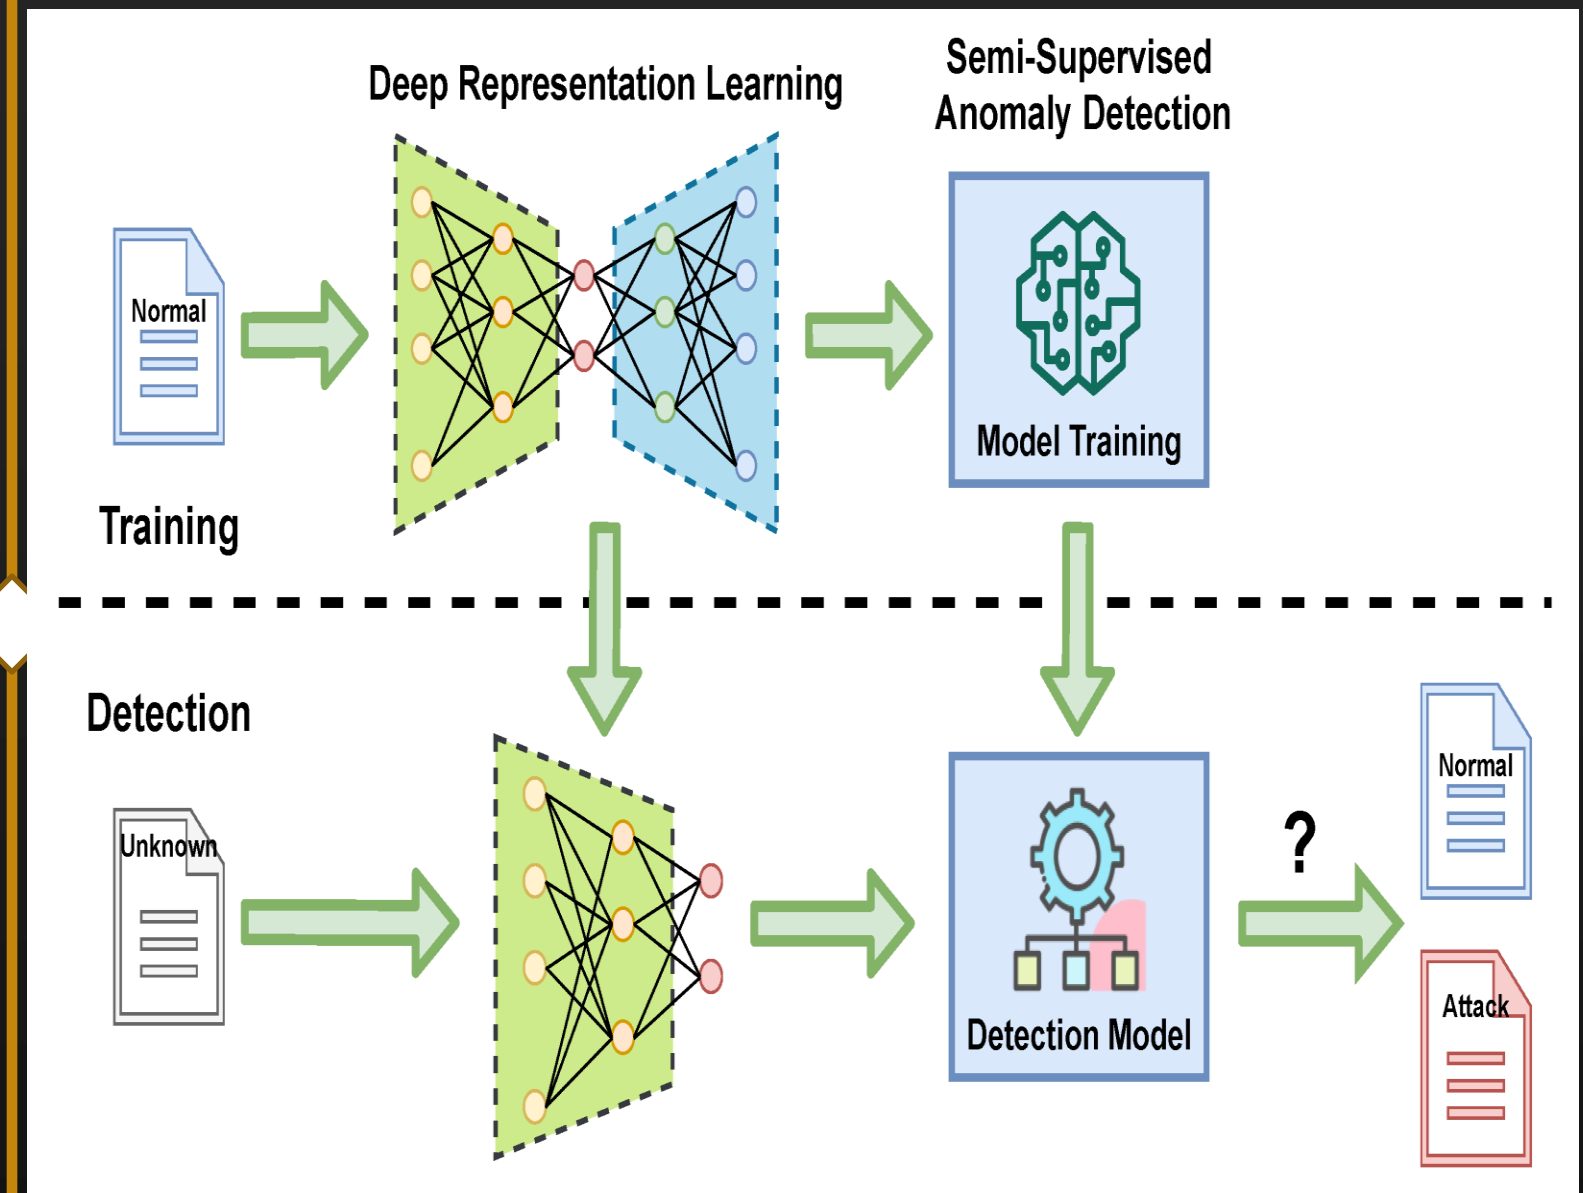 Deep Representation Learning
Semi-Supervised
Anomaly Detection
Normal
Model Training
Training
Detection
Unknown
Detection Model
?
Normal
Attack